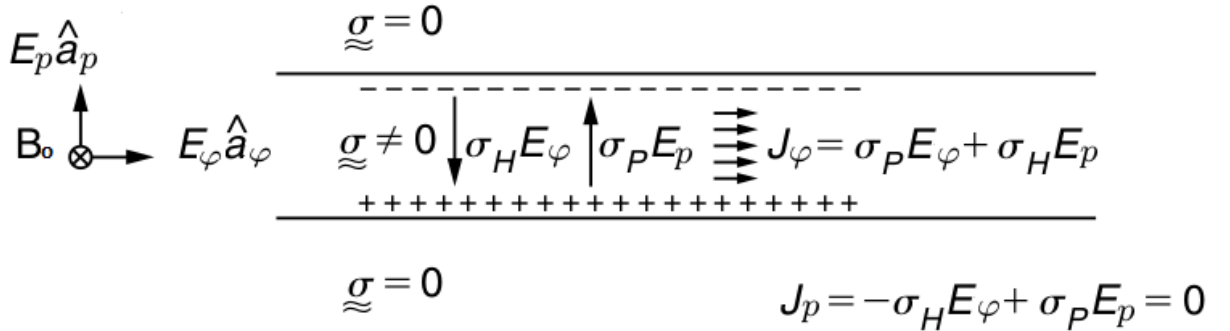 σ = 0
≈
E_p â_p
B₀ ⊗ E_φ â_φ
σ ≠ 0 σ_H E_φ σ_P E_p J_φ = σ_P E_φ + σ_H E_p
≈
− − − − − − − − − − − − − − − − − − − − −
+ + + + + + + + + + + + + + + + + + + + +
σ = 0
≈
J_p = −σ_H E_φ + σ_P E_p = 0